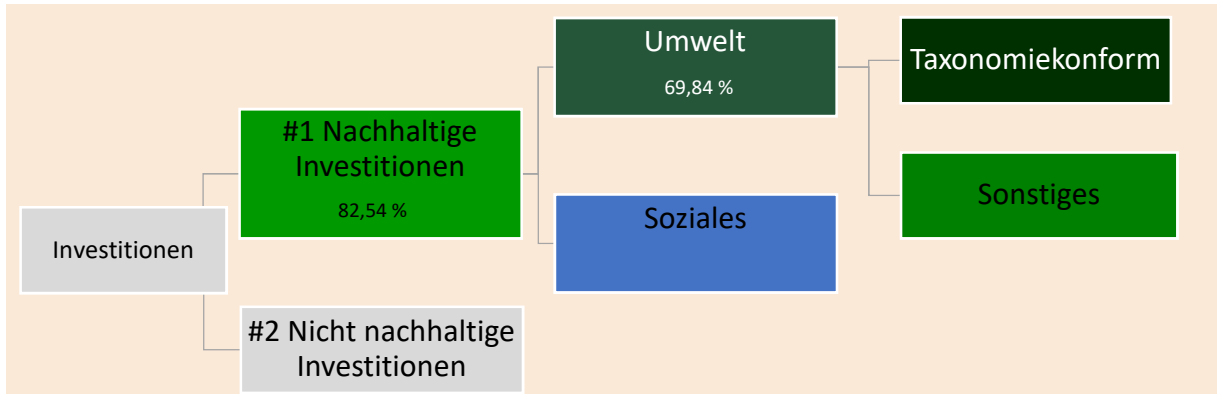 Investitionen
#1 Nachhaltige
Investitionen
82,54 %
#2 Nicht nachhaltige
Investitionen
Umwelt
69,84 %
Soziales
Taxonomiekonform
Sonstiges